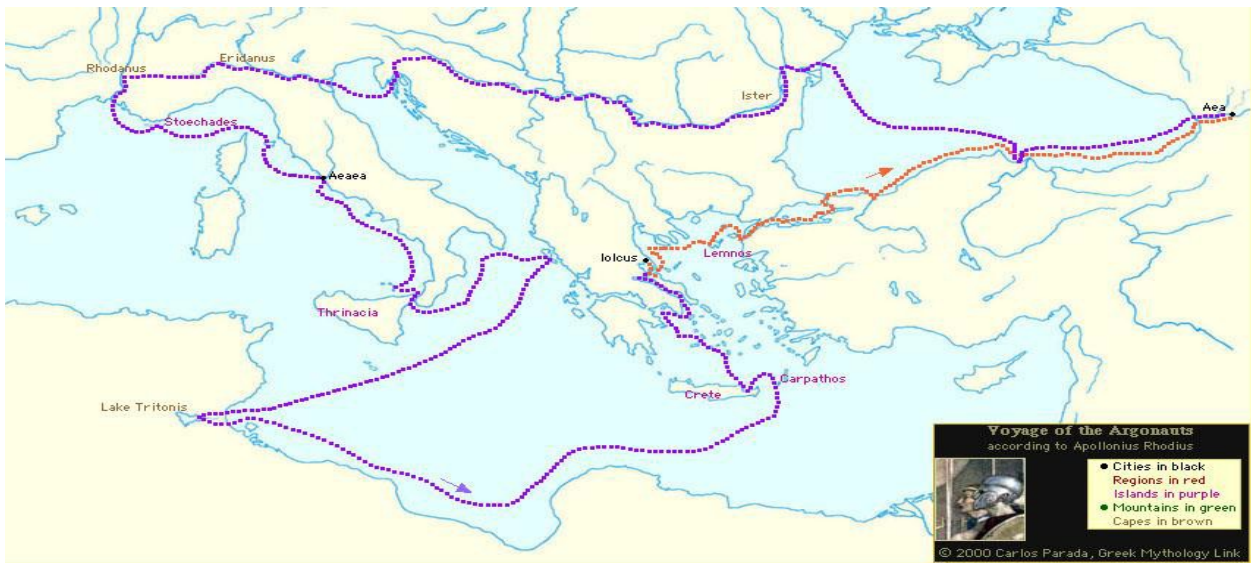 Eridanus
Rhodanus
Ister
Aea
Stoechades
Aeaea
Iolcus
Lemnos
Thrinacia
Carpathos
Crete
Lake Tritonis
Voyage of the Argonauts
according to Apollonius Rhodius
Cities in black
Regions in red
Islands in purple
Mountains in green
Capes in brown
© 2000 Carlos Parada, Greek Mythology Link